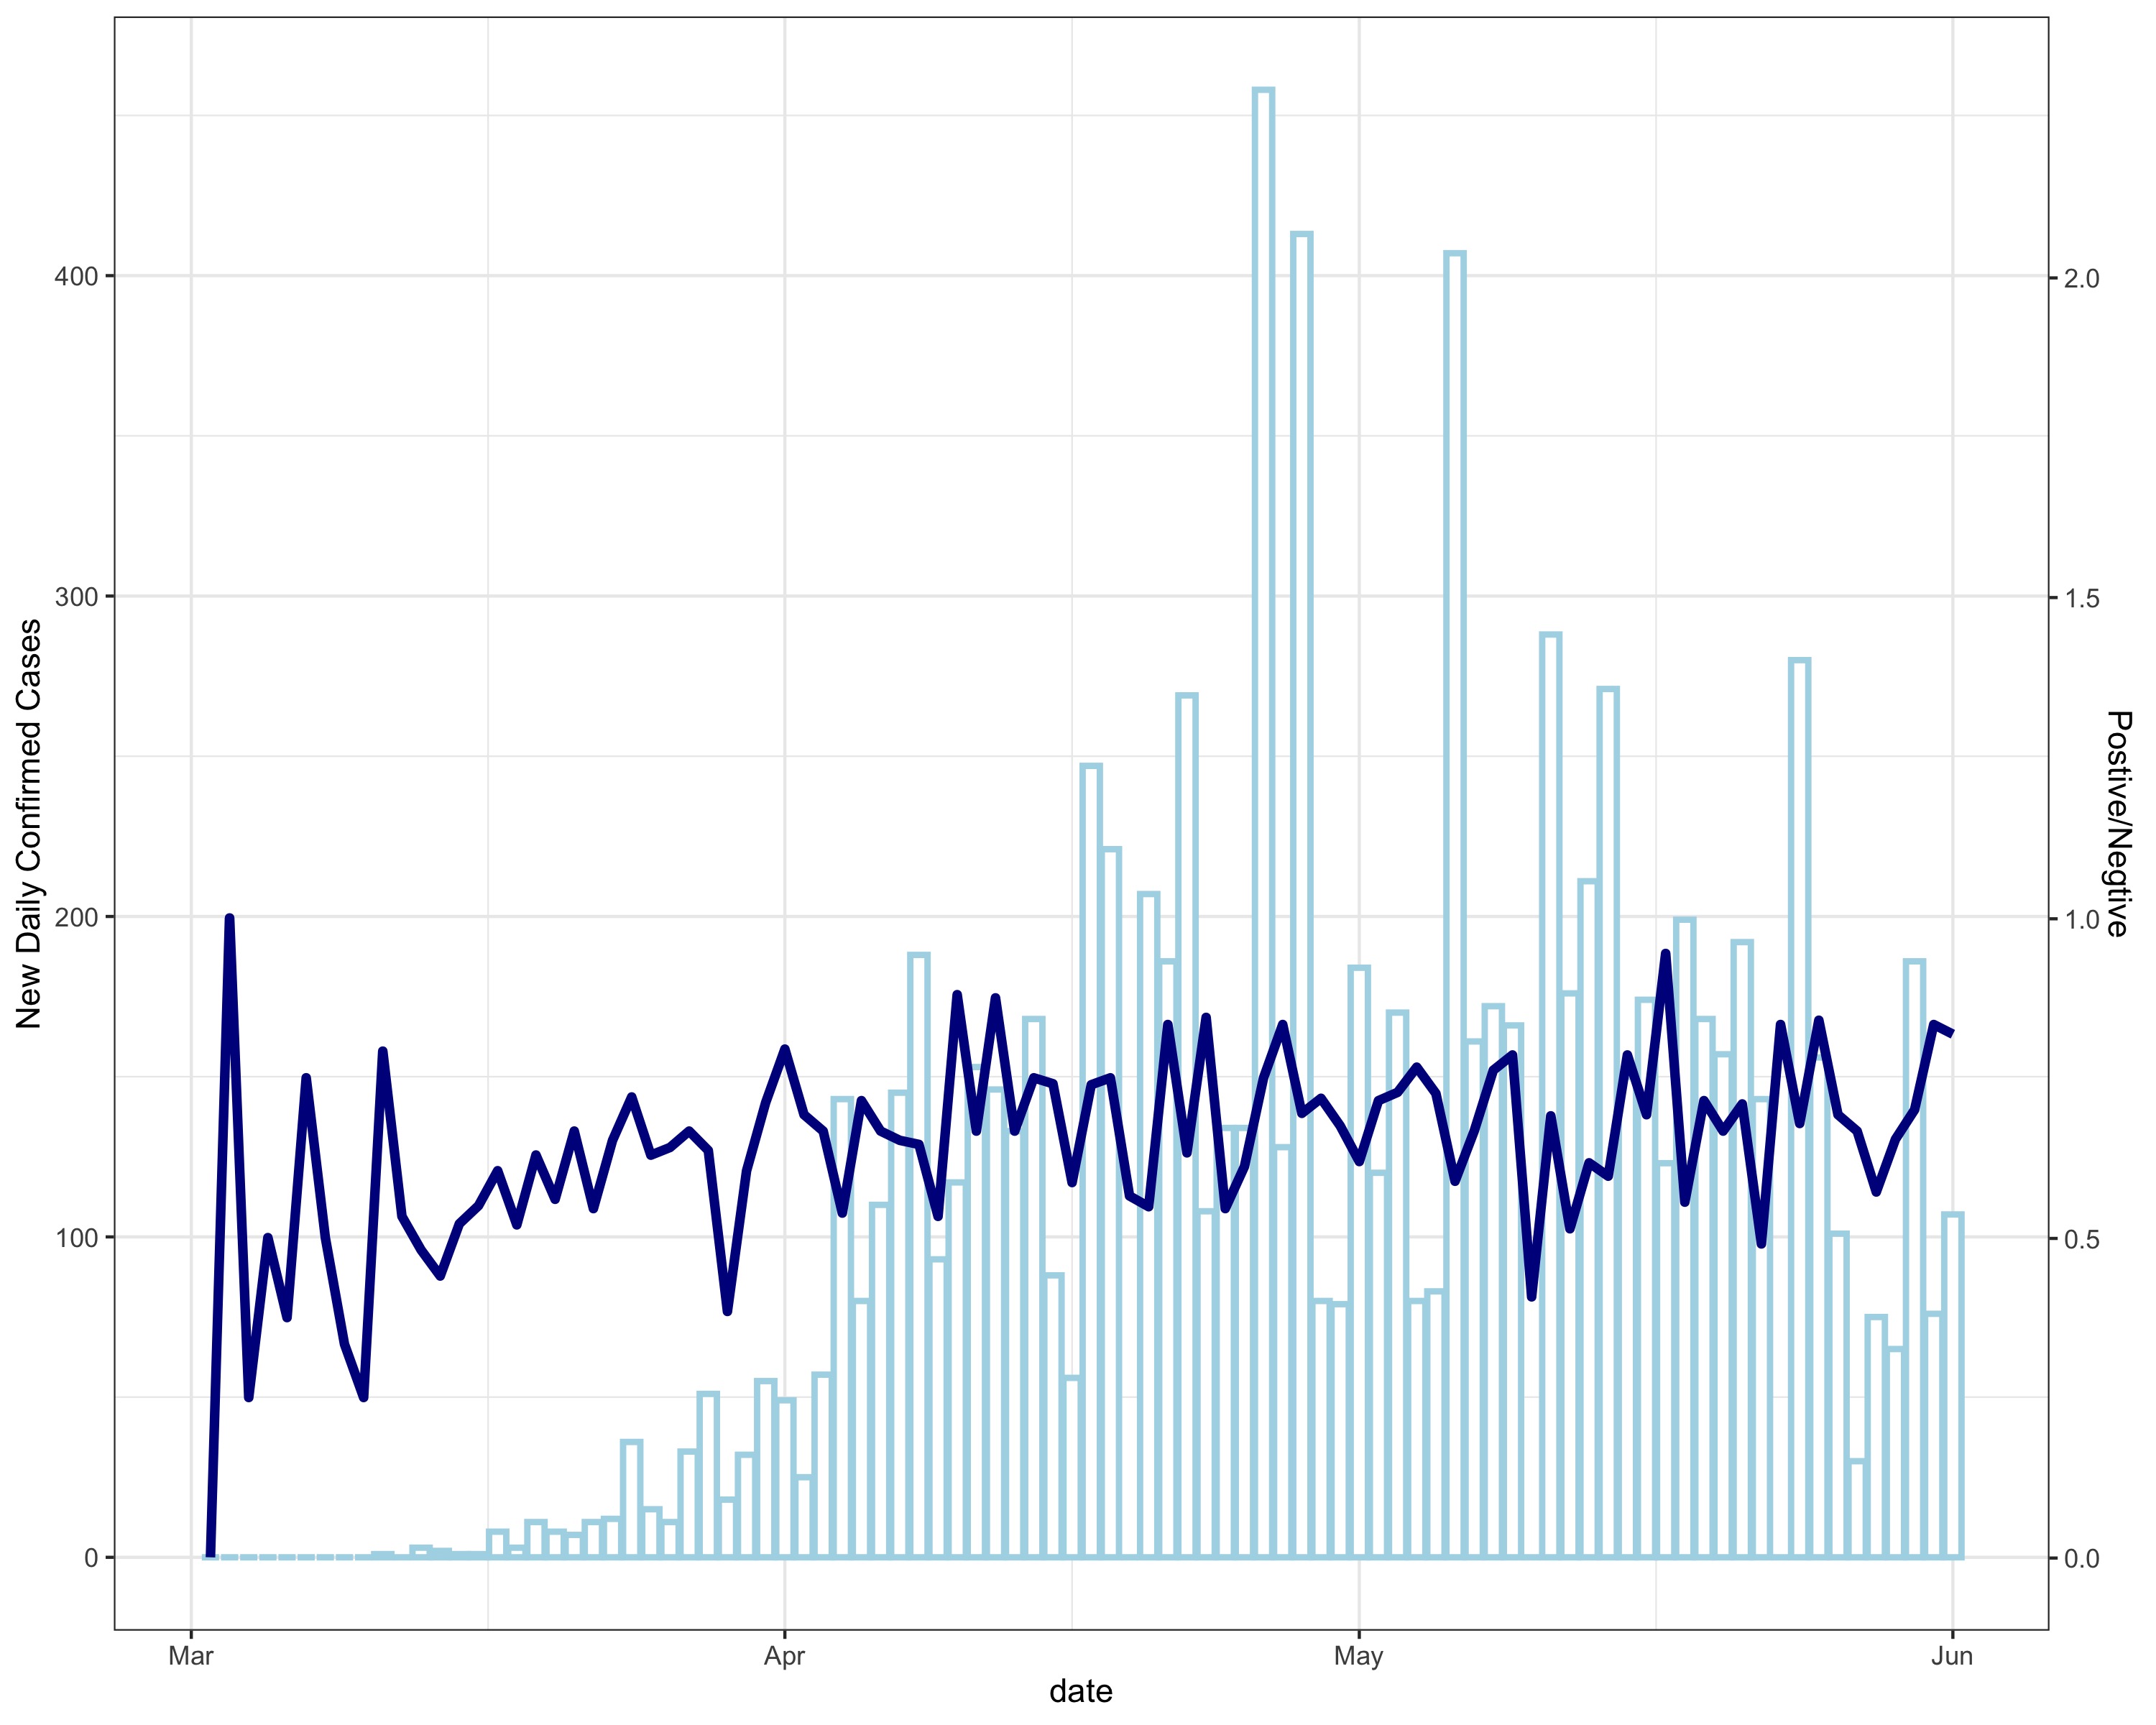 New Daily Confirmed Cases
400
300
200
100
0
2.0
1.5
1.0
0.5
0.0
Postive/Negtive
Mar
Apr
May
Jun
date